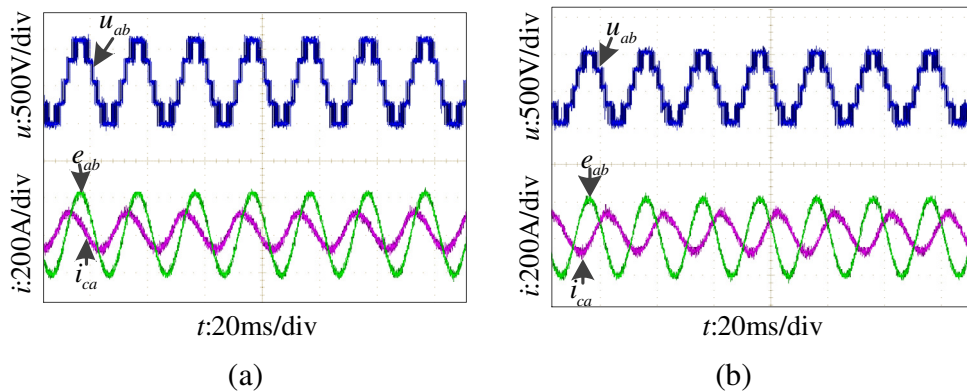 u:500V/div
u_ab
e_ab
i:200A/div
i_ca
t:20ms/div
(a)
u:500V/div
u_ab
e_ab
i:200A/div
i_ca
t:20ms/div
(b)